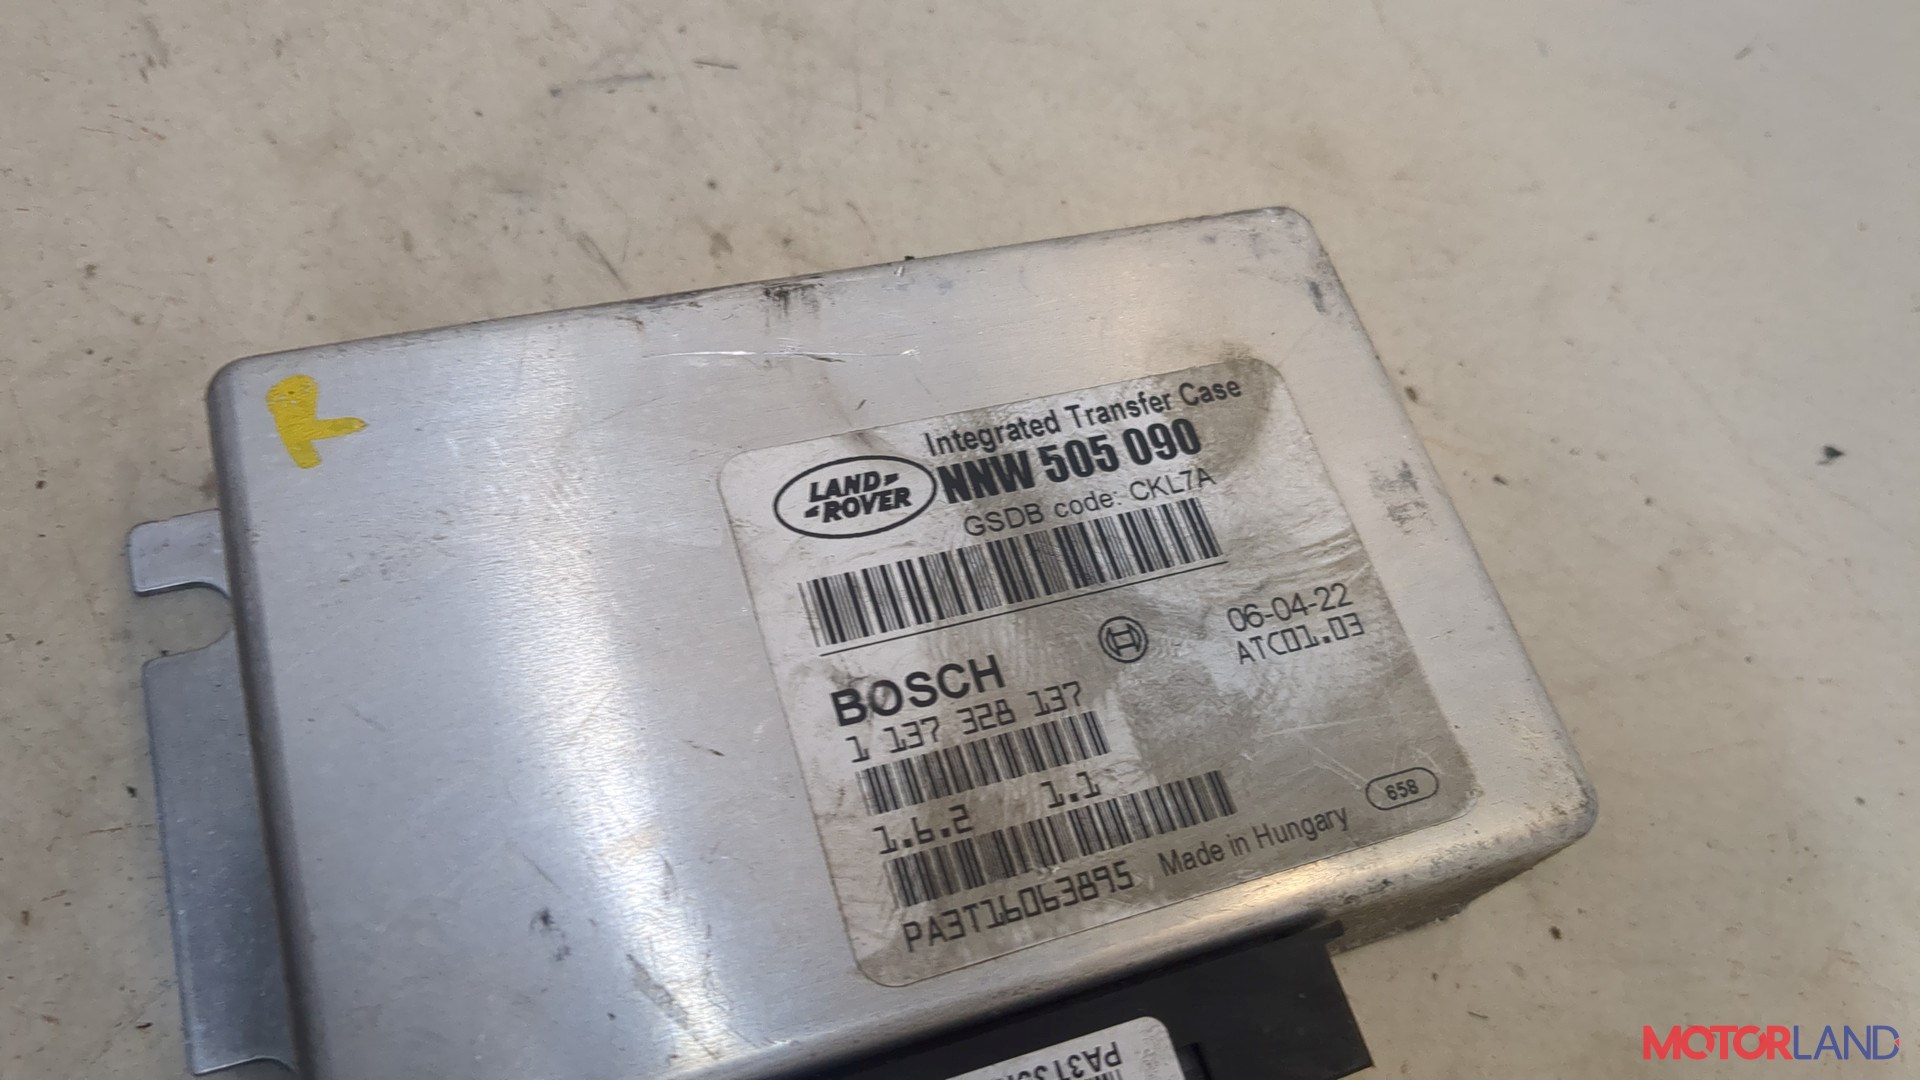 Integrated Transfer Case
LAND ROVER
NNW 505 090
GSDB code: CKL7A
06-04-22
ATC01.03
BOSCH
1 137 328 137
1.6.2 1.1
658
Made in Hungary
PA3T16063895
MOTORLAND